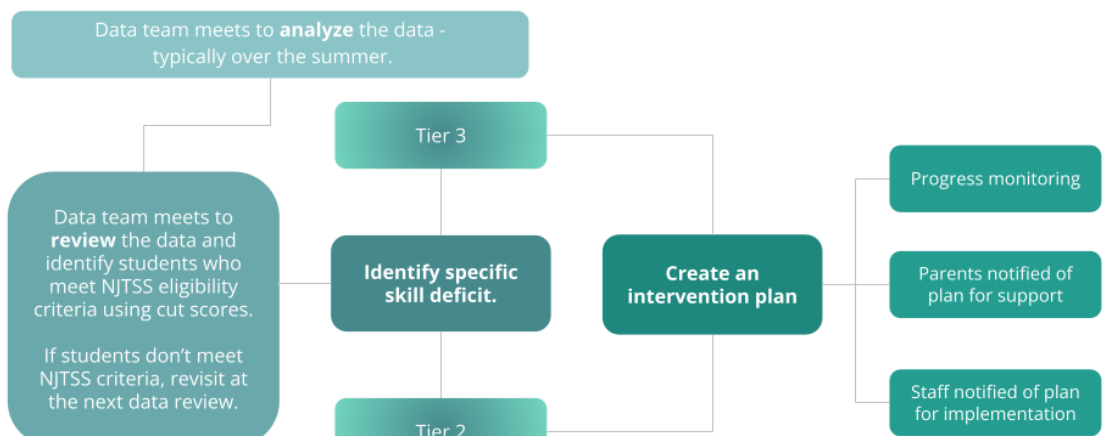 Data team meets to analyze the data -
typically over the summer.
Data team meets to
review the data and
identify students who
meet NJTSS eligibility
criteria using cut scores.
If students don’t meet
NJTSS criteria, revisit at
the next data review.
Tier 3
Identify specific
skill deficit.
Tier 2
Create an
intervention plan
Progress monitoring
Parents notified of
plan for support
Staff notified of plan
for implementation